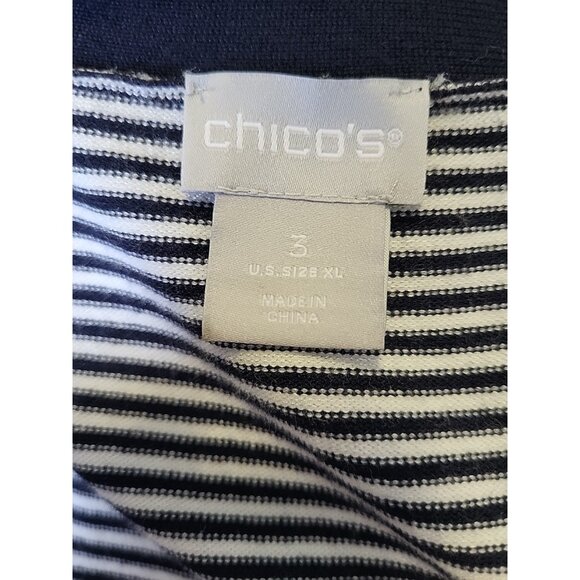 chico's®
3
U.S. SIZE XL
MADE IN
CHINA